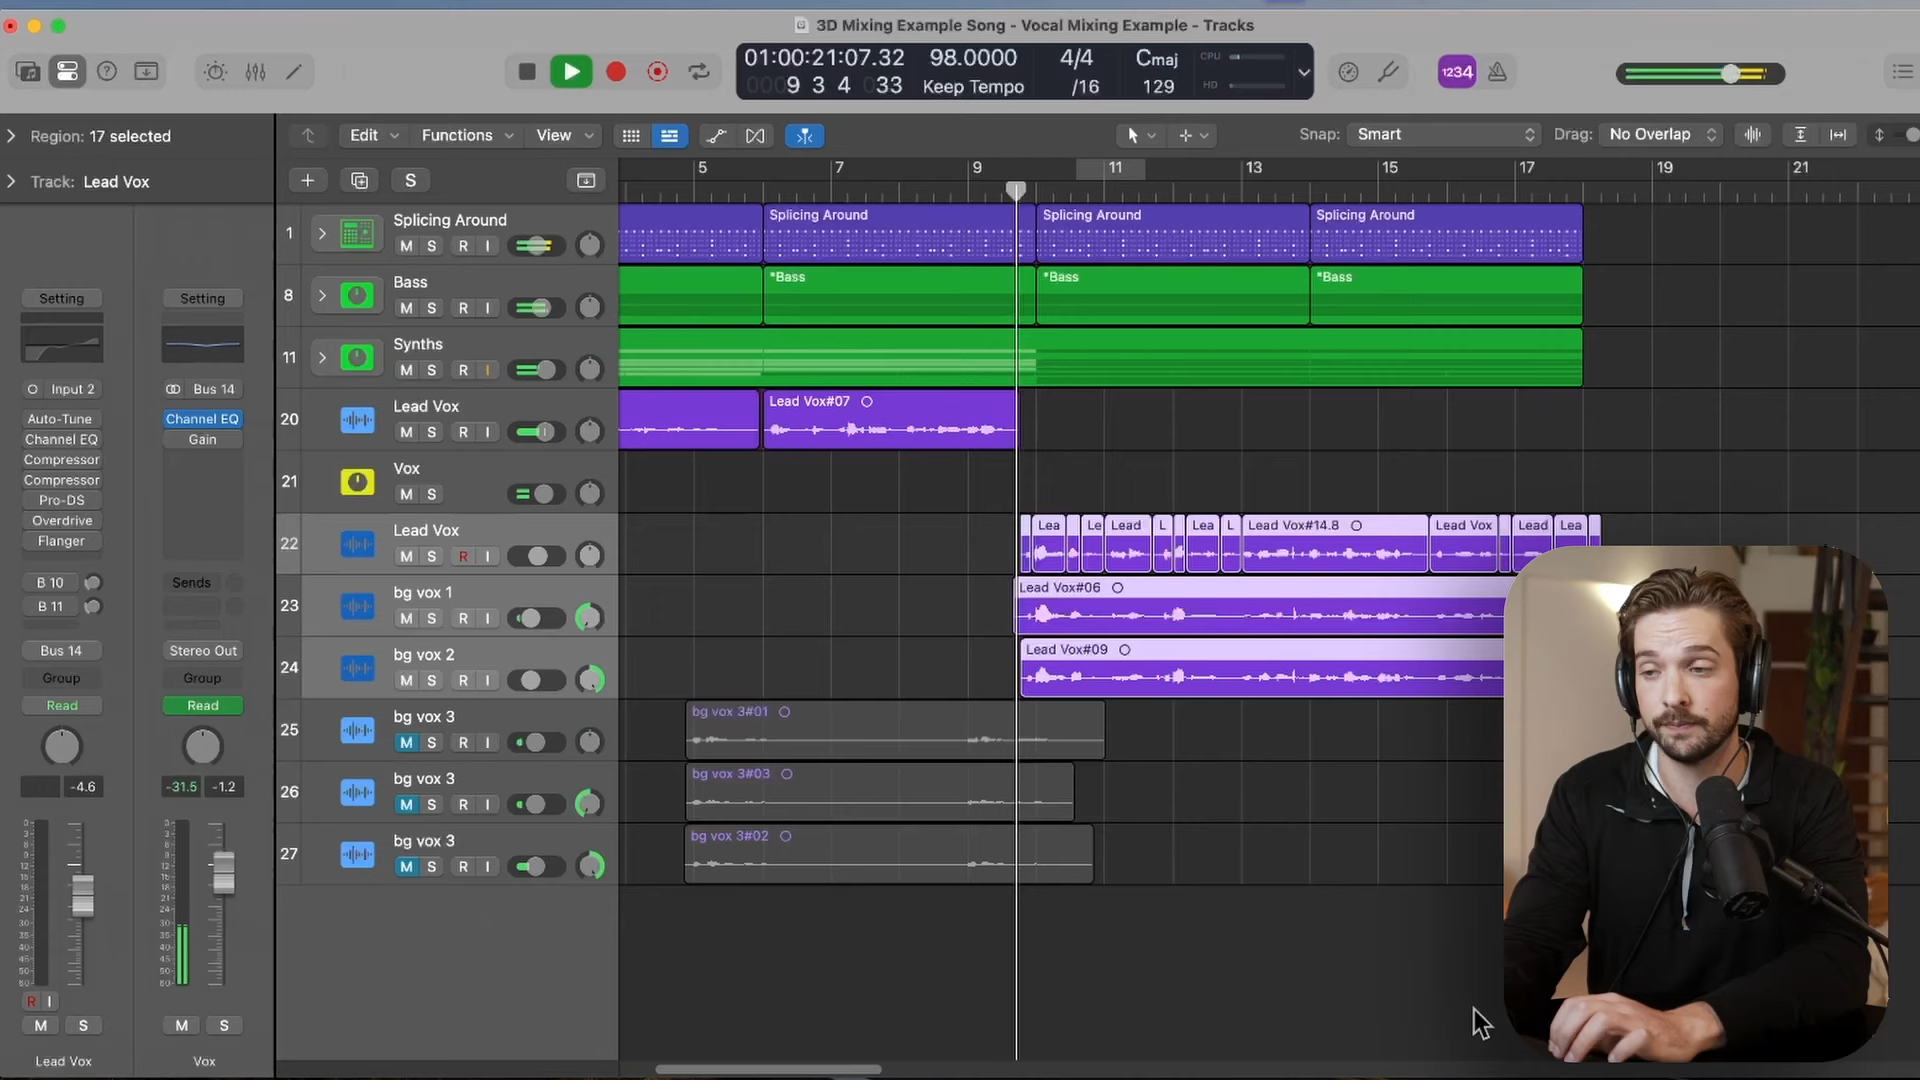 3D Mixing Example Song - Vocal Mixing Example - Tracks
01:00:21:07.32 98.0000 4/4 Cmaj CPU
0009 3 4 033 Keep Tempo /16 129 HD
1234
Region: 17 selected
Edit Functions View Snap: Smart Drag: No Overlap
Track: Lead Vox
S
5 7 9 11 13 15 17 19 21
1 Splicing Around
M S R I
Splicing Around Splicing Around Splicing Around
8 Bass
M S R I
*Bass *Bass *Bass
11 Synths
M S R I
20 Lead Vox
M S R I
Lead Vox#07
21 Vox
M S
22 Lead Vox
M S R I
Lea Le Lead L Lea L Lead Vox#14.8 Lead Vox Lead Lea
23 bg vox 1
M S R I
Lead Vox#06
24 bg vox 2
M S R I
Lead Vox#09
25 bg vox 3
M S R I
bg vox 3#01
26 bg vox 3
M S R I
bg vox 3#03
27 bg vox 3
M S R I
bg vox 3#02
Setting Setting
Input 2 Bus 14
Auto-Tune Channel EQ
Channel EQ Gain
Compressor
Compressor
Pro-DS
Overdrive
Flanger
B 10 Sends
B 11
Bus 14 Stereo Out
Group Group
Read Read
-4.6 -31.5 -1.2
R I
M S M S
Lead Vox Vox